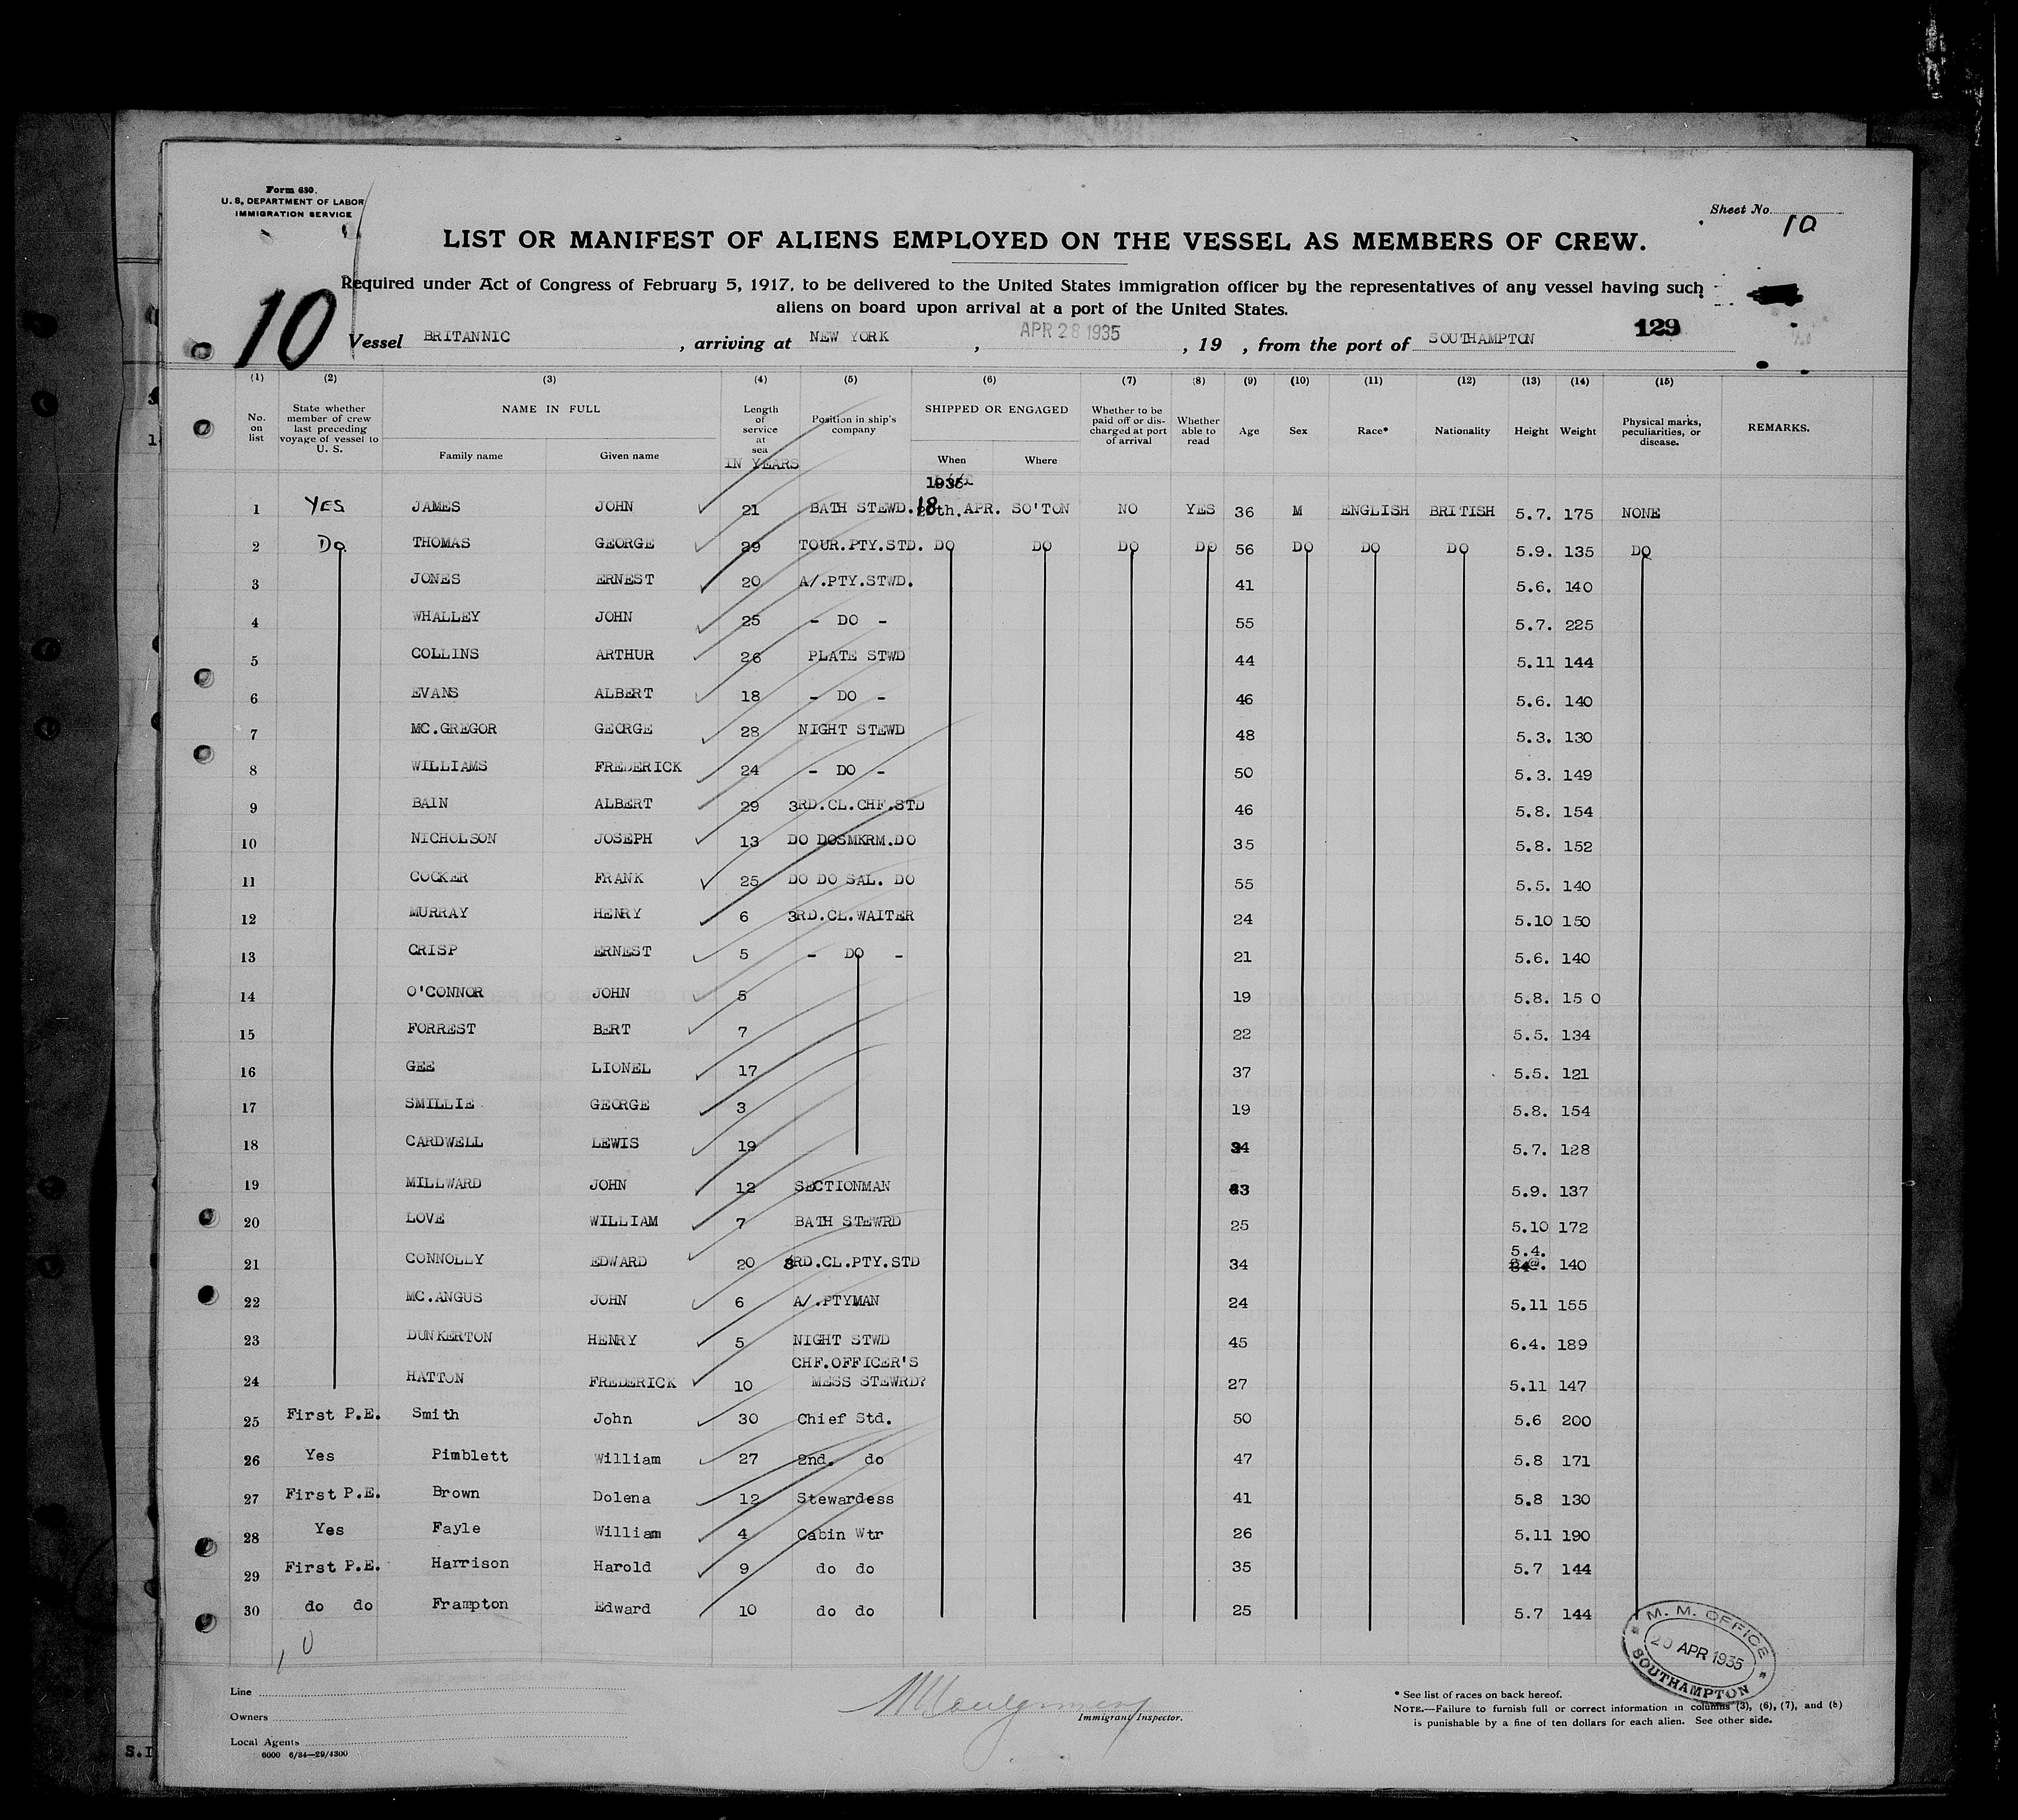 Form 680.
U. S. DEPARTMENT OF LABOR
IMMIGRATION SERVICE
Sheet No. 10
LIST OR MANIFEST OF ALIENS EMPLOYED ON THE VESSEL AS MEMBERS OF CREW.
Required under Act of Congress of February 5, 1917, to be delivered to the United States immigration officer by the representatives of any vessel having such
aliens on board upon arrival at a port of the United States.
10
129
Vessel BRITANNIC, arriving at NEW YORK, APR 28 1935, 19 , from the port of SOUTHAMPTON
(1) (2) (3) (4) (5) (6) (7) (8) (9) (10) (11) (12) (13) (14) (15)
No. on list State whether member of crew last preceding voyage of vessel to U. S. NAME IN FULL Family name Given name Length of service at sea IN YEARS Position in ship's company SHIPPED OR ENGAGED When Where Whether to be paid off or discharged at port of arrival Whether able to read Age Sex Race* Nationality Height Weight Physical marks, peculiarities, or disease. REMARKS.
1935
1 YES JAMES JOHN 21 BATH STEWD. 18th. APR. SO'TON NO YES 36 M ENGLISH BRITISH 5.7. 175 NONE
2 Do. THOMAS GEORGE 29 TOUR.PTY.STD. DO DO DO DO 56 DO DO DO 5.9. 135 DO
3 JONES ERNEST 20 A/.PTY.STWD. 41 5.6. 140
4 WHALLEY JOHN 25 - DO - 55 5.7. 225
5 COLLINS ARTHUR 26 PLATE STWD 44 5.11 144
6 EVANS ALBERT 18 - DO - 46 5.6. 140
7 MC.GREGOR GEORGE 28 NIGHT STEWD 48 5.3. 130
8 WILLIAMS FREDERICK 24 - DO - 50 5.3. 149
9 BAIN ALBERT 29 3RD.CL.CHF.STD 46 5.8. 154
10 NICHOLSON JOSEPH 13 DO DOSMKRM.DO 35 5.8. 152
11 COCKER FRANK 25 DO DO SAL. DO 55 5.5. 140
12 MURRAY HENRY 6 3RD.CL.WAITER 24 5.10 150
13 CRISP ERNEST 5 - DO - 21 5.6. 140
14 O'CONNOR JOHN 5 19 5.8. 15 0
15 FORREST BERT 7 22 5.5. 134
16 GEE LIONEL 17 37 5.5. 121
17 SMILLIE GEORGE 3 19 5.8. 154
18 CARDWELL LEWIS 19 34 5.7. 128
19 MILLWARD JOHN 12 SECTIONMAN 5.9. 137
20 LOVE WILLIAM 7 BATH STEWRD 25 5.10 172
21 CONNOLLY EDWARD 20 3RD.CL.PTY.STD 34 5.4. 140
22 MC.ANGUS JOHN 6 A/.PTYMAN 24 5.11 155
23 DUNKERTON HENRY 5 NIGHT STWD 45 6.4. 189
24 HATTON FREDERICK 10 CHF.OFFICER'S MESS STEWRD? 27 5.11 147
25 First P.E. Smith John 30 Chief Std. 50 5.6 200
26 Yes Pimblett William 27 2nd. do 47 5.8 171
27 First P.E. Brown Dolena 12 Stewardess 41 5.8 130
28 Yes Fayle William 4 Cabin Wtr 26 5.11 190
29 First P.E. Harrison Harold 9 do do 35 5.7 144
30 do do Frampton Edward 10 do do 25 5.7 144
M. M. OFFICE
20 APR 1935
SOUTHAMPTON
Line
Owners
Local Agents
6000 6/34—29/4300
Immigrant Inspector.
* See list of races on back hereof.
NOTE.—Failure to furnish full or correct information in columns (3), (6), (7), and (8)
is punishable by a fine of ten dollars for each alien. See other side.
S.I